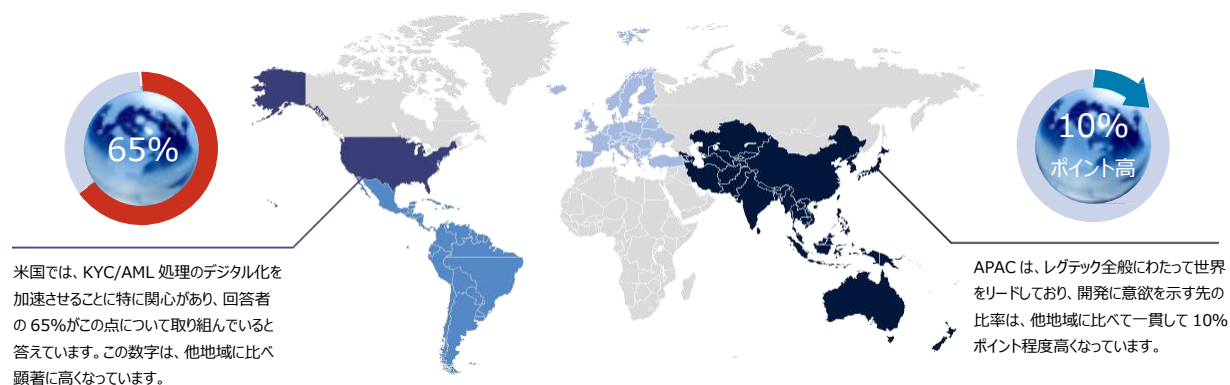 65%
米国では、KYC/AML 処理のデジタル化を
加速させることに特に関心があり、回答者
の 65%がこの点について取り組んでいると
答えています。この数字は、他地域に比べ
顕著に高くなっています。
10%
ポイント高
APAC は、レグテック全般にわたって世界
をリードしており、開発に意欲を示す先の
比率は、他地域に比べて一貫して 10%
ポイント程度高くなっています。